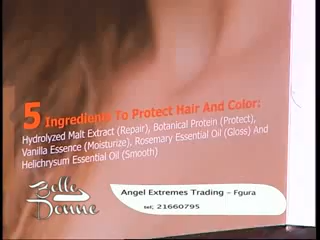 5 Ingredients To Protect Hair And Color:
Hydrolyzed Malt Extract (Repair), Botanical Protein (Protect),
Vanilla Essence (Moisturize), Rosemary Essential Oil (Gloss) And
Helichrysum Essential Oil (Smooth)
Belle
Donne
Angel Extremes Trading - Fgura
tel; 21660795